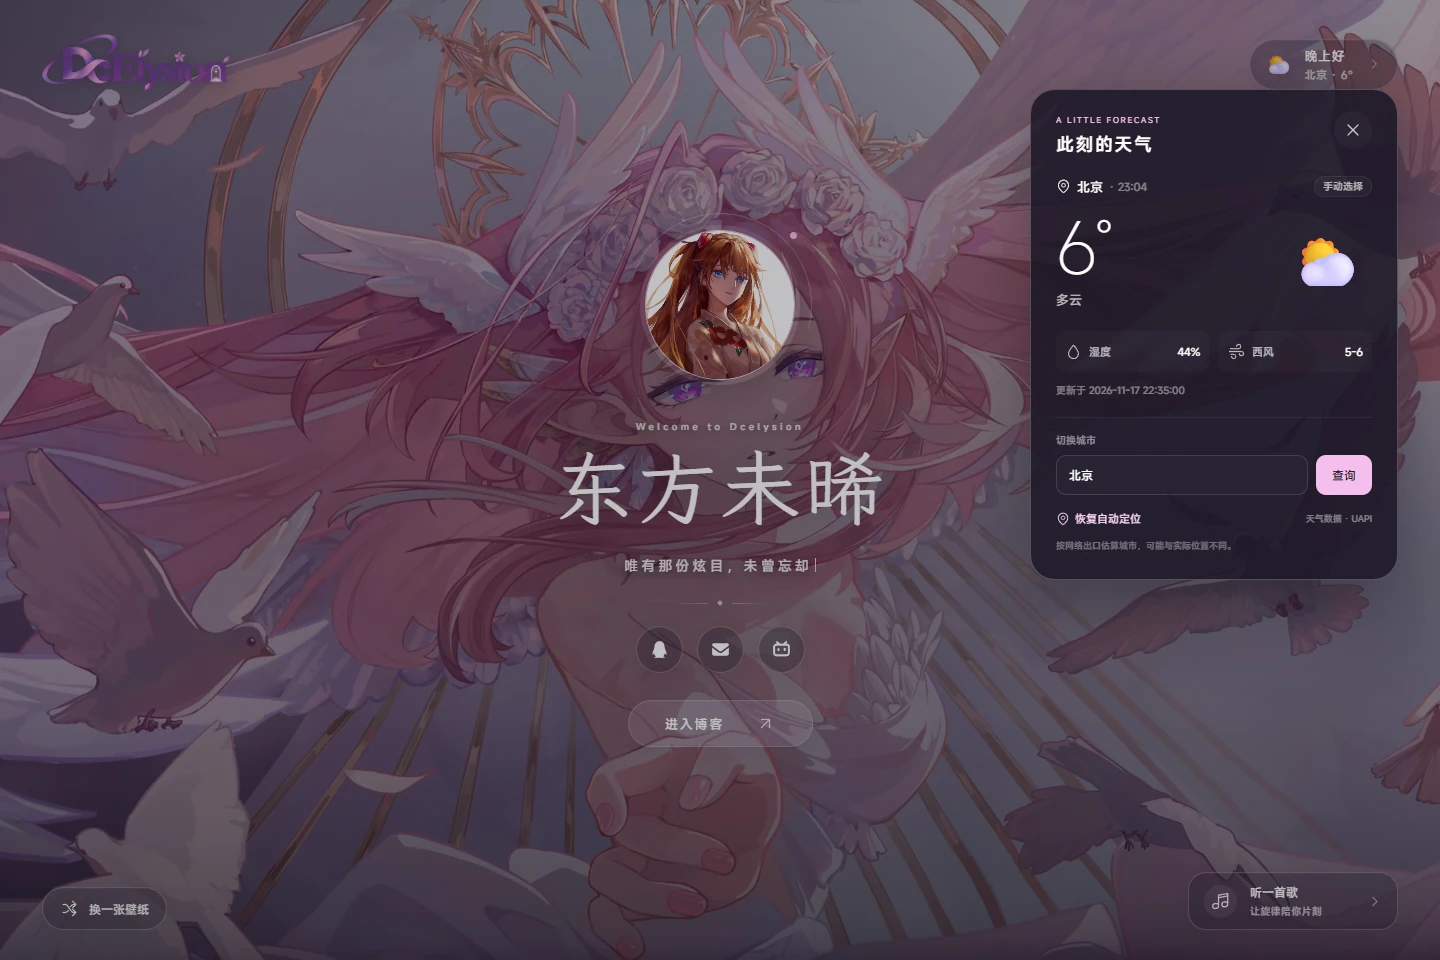 DcElysion
晚上好
北京 · 6°
A LITTLE FORECAST
此刻的天气
北京 · 23:04
手动选择
6°
多云
湿度 44%
西风 5-6
更新于 2026-11-17 22:35:00
切换城市
北京
查询
恢复自动定位
天气数据 · UAPI
按网络出口估算城市，可能与实际位置不同。
Welcome to Dcelysion
东方未晞
唯有那份炫目，未曾忘却
进入博客
换一张壁纸
听一首歌
让旋律陪你片刻